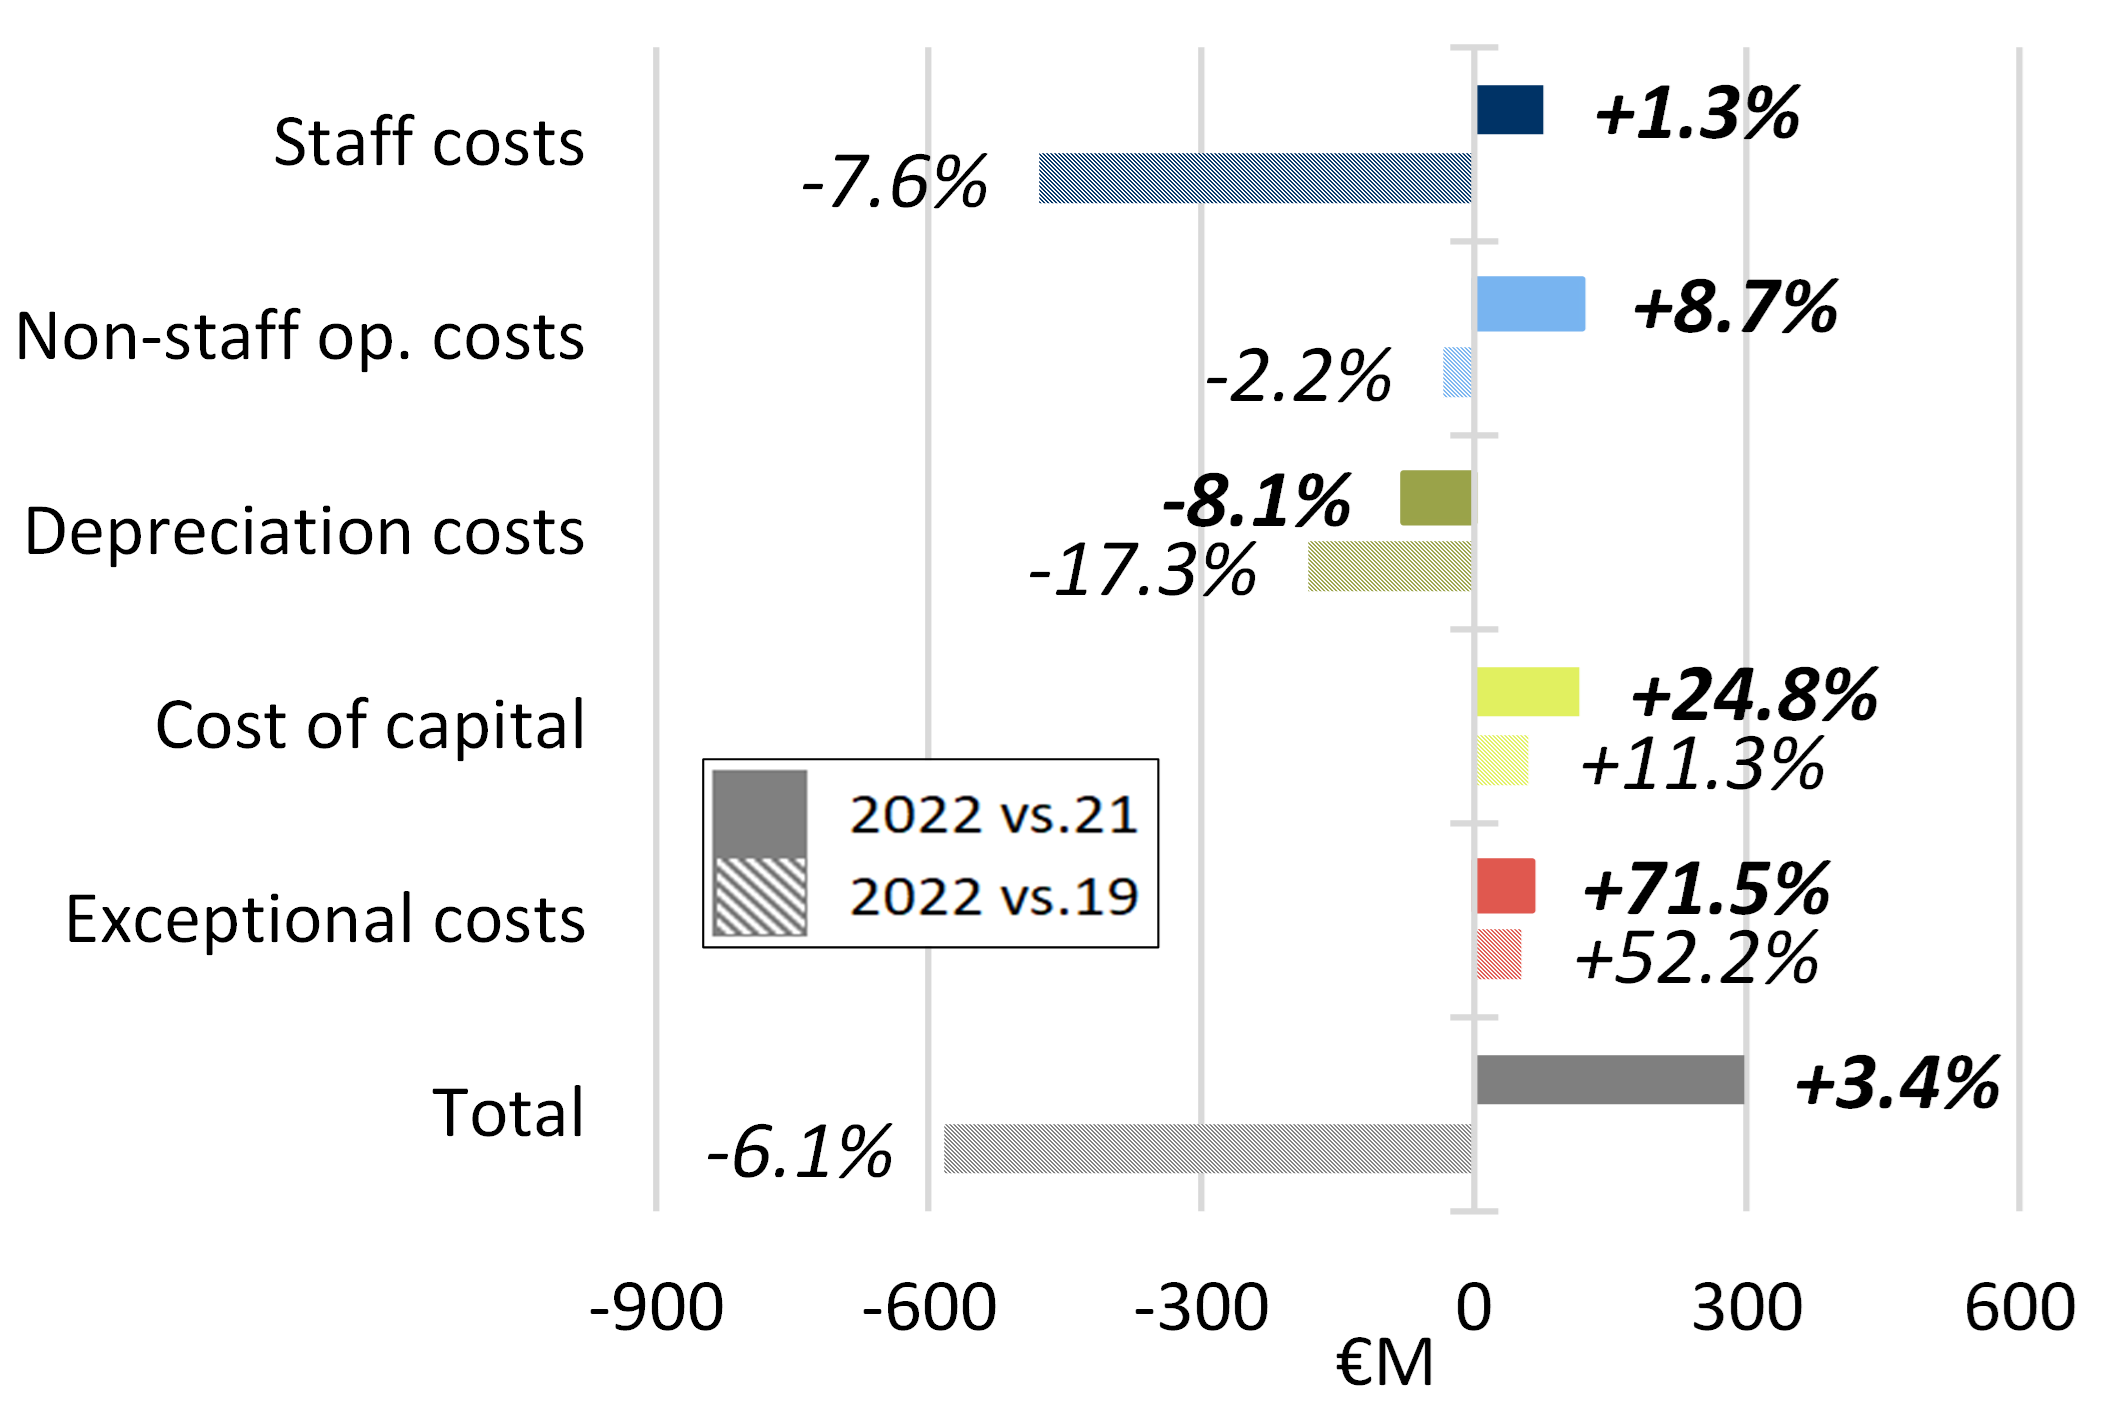 Staff costs
+1.3%
-7.6%
Non-staff op. costs
+8.7%
-2.2%
Depreciation costs
-8.1%
-17.3%
Cost of capital
+24.8%
+11.3%
2022 vs.21
2022 vs.19
Exceptional costs
+71.5%
+52.2%
Total
+3.4%
-6.1%
-900 -600 -300 0 300 600
€M